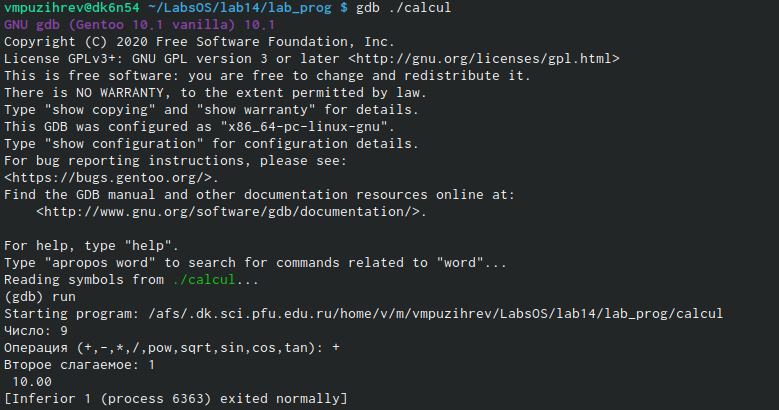 vmpuzihrev@dk6n54 ~/LabsOS/lab14/lab_prog $ gdb ./calcul
GNU gdb (Gentoo 10.1 vanilla) 10.1
Copyright (C) 2020 Free Software Foundation, Inc.
License GPLv3+: GNU GPL version 3 or later <http://gnu.org/licenses/gpl.html>
This is free software: you are free to change and redistribute it.
There is NO WARRANTY, to the extent permitted by law.
Type "show copying" and "show warranty" for details.
This GDB was configured as "x86_64-pc-linux-gnu".
Type "show configuration" for configuration details.
For bug reporting instructions, please see:
<https://bugs.gentoo.org/>.
Find the GDB manual and other documentation resources online at:
    <http://www.gnu.org/software/gdb/documentation/>.

For help, type "help".
Type "apropos word" to search for commands related to "word"...
Reading symbols from ./calcul...
(gdb) run
Starting program: /afs/.dk.sci.pfu.edu.ru/home/v/m/vmpuzihrev/LabsOS/lab14/lab_prog/calcul
Число: 9
Операция (+,-,*,/,pow,sqrt,sin,cos,tan): +
Второе слагаемое: 1
 10.00
[Inferior 1 (process 6363) exited normally]